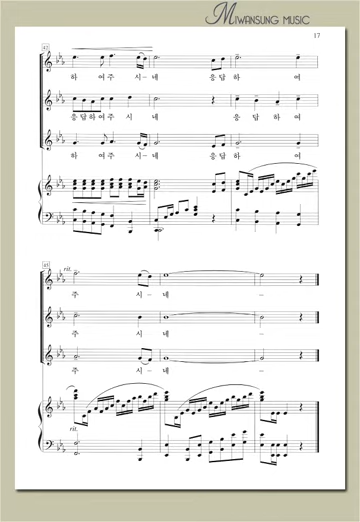 MIWANSUNG MUSIC
17
42
하 여주 시 - 네 응답 하 여
응답하여주 시 네 응 답 하 여
하 여주 시 - 네 응답 하 여
45
rit.
주 시 - 네 -
주 시 네 -
주 시 - 네 -
rit.